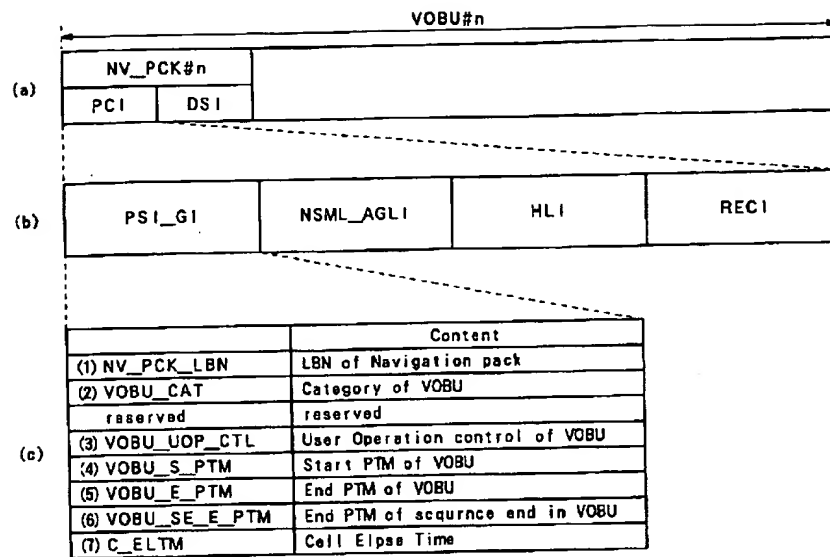 VOBU#n
(a)
NV_PCK#n
PCI DSI
(b)
PSI_GI NSML_AGLI HLI RECI
(c)
Content
(1) NV_PCK_LBN LBN of Navigation pack
(2) VOBU_CAT Category of VOBU
reserved reserved
(3) VOBU_UOP_CTL User Operation control of VOBU
(4) VOBU_S_PTM Start PTM of VOBU
(5) VOBU_E_PTM End PTM of VOBU
(6) VOBU_SE_E_PTM End PTM of scqurnce end in VOBU
(7) C_ELTM Cell Elpse Time